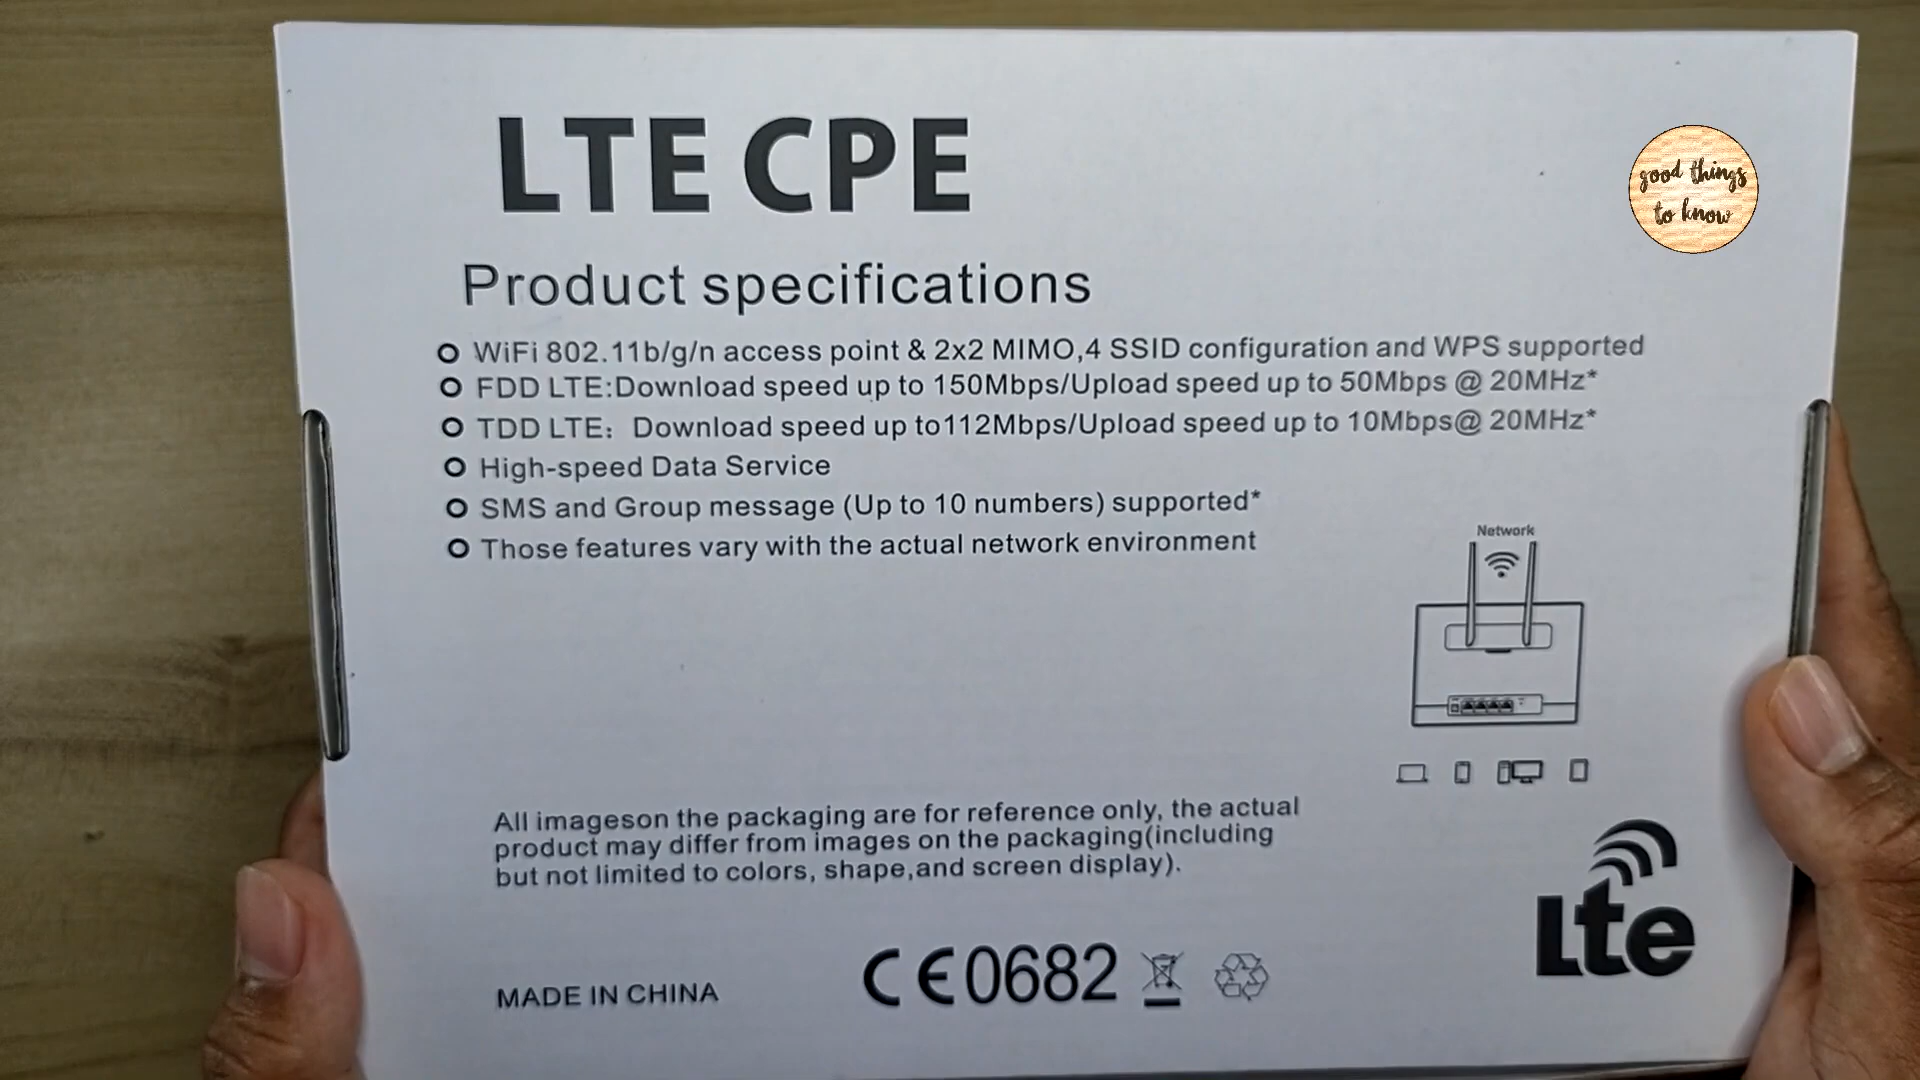 LTE CPE
good things
to know
Product specifications
WiFi 802.11b/g/n access point & 2x2 MIMO,4 SSID configuration and WPS supported
FDD LTE:Download speed up to 150Mbps/Upload speed up to 50Mbps @ 20MHz*
TDD LTE： Download speed up to112Mbps/Upload speed up to 10Mbps@ 20MHz*
High-speed Data Service
SMS and Group message (Up to 10 numbers) supported*
Those features vary with the actual network environment
Network
All imageson the packaging are for reference only, the actual
product may differ from images on the packaging(including
but not limited to colors, shape,and screen display).
Lte
MADE IN CHINA
CE0682